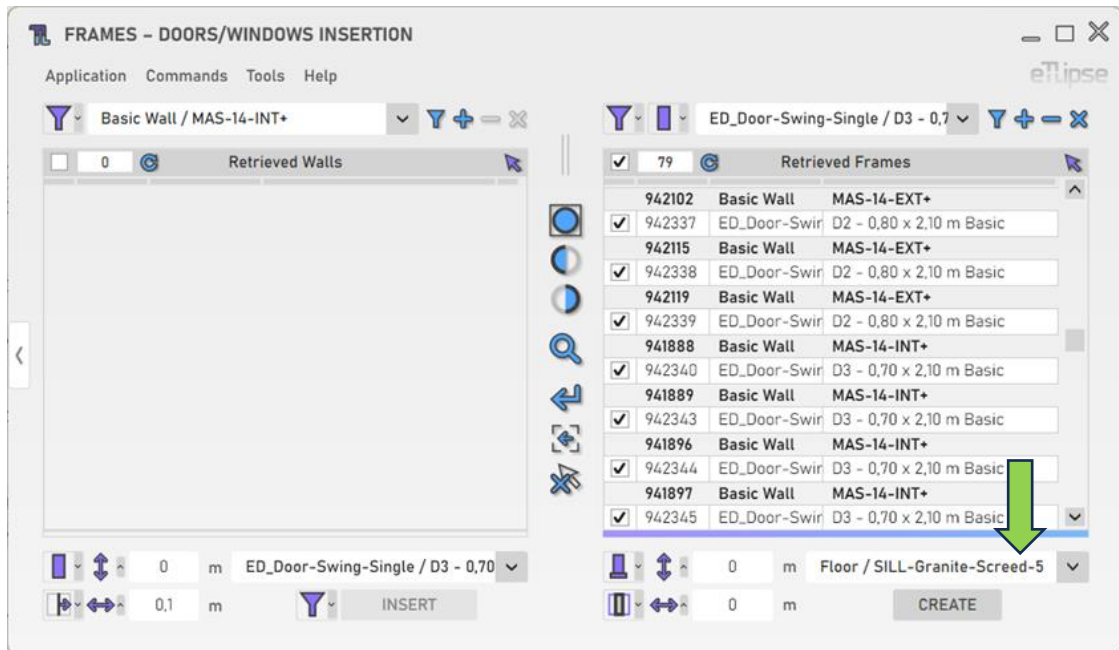 FRAMES – DOORS/WINDOWS INSERTION
Application Commands Tools Help
eTLipse
Basic Wall / MAS-14-INT+
0 Retrieved Walls
ED_Door-Swing-Single / D3 - 0,7
79 Retrieved Frames
942102 Basic Wall MAS-14-EXT+
942337 ED_Door-Swir D2 - 0,80 x 2,10 m Basic
942115 Basic Wall MAS-14-EXT+
942338 ED_Door-Swir D2 - 0,80 x 2,10 m Basic
942119 Basic Wall MAS-14-EXT+
942339 ED_Door-Swir D2 - 0,80 x 2,10 m Basic
941888 Basic Wall MAS-14-INT+
942340 ED_Door-Swir D3 - 0,70 x 2,10 m Basic
941889 Basic Wall MAS-14-INT+
942343 ED_Door-Swir D3 - 0,70 x 2,10 m Basic
941896 Basic Wall MAS-14-INT+
942344 ED_Door-Swir D3 - 0,70 x 2,10 m Basic
941897 Basic Wall MAS-14-INT+
942345 ED_Door-Swir D3 - 0,70 x 2,10 m Basic
0 m ED_Door-Swing-Single / D3 - 0,70
0,1 m INSERT
0 m Floor / SILL-Granite-Screed-5
0 m CREATE